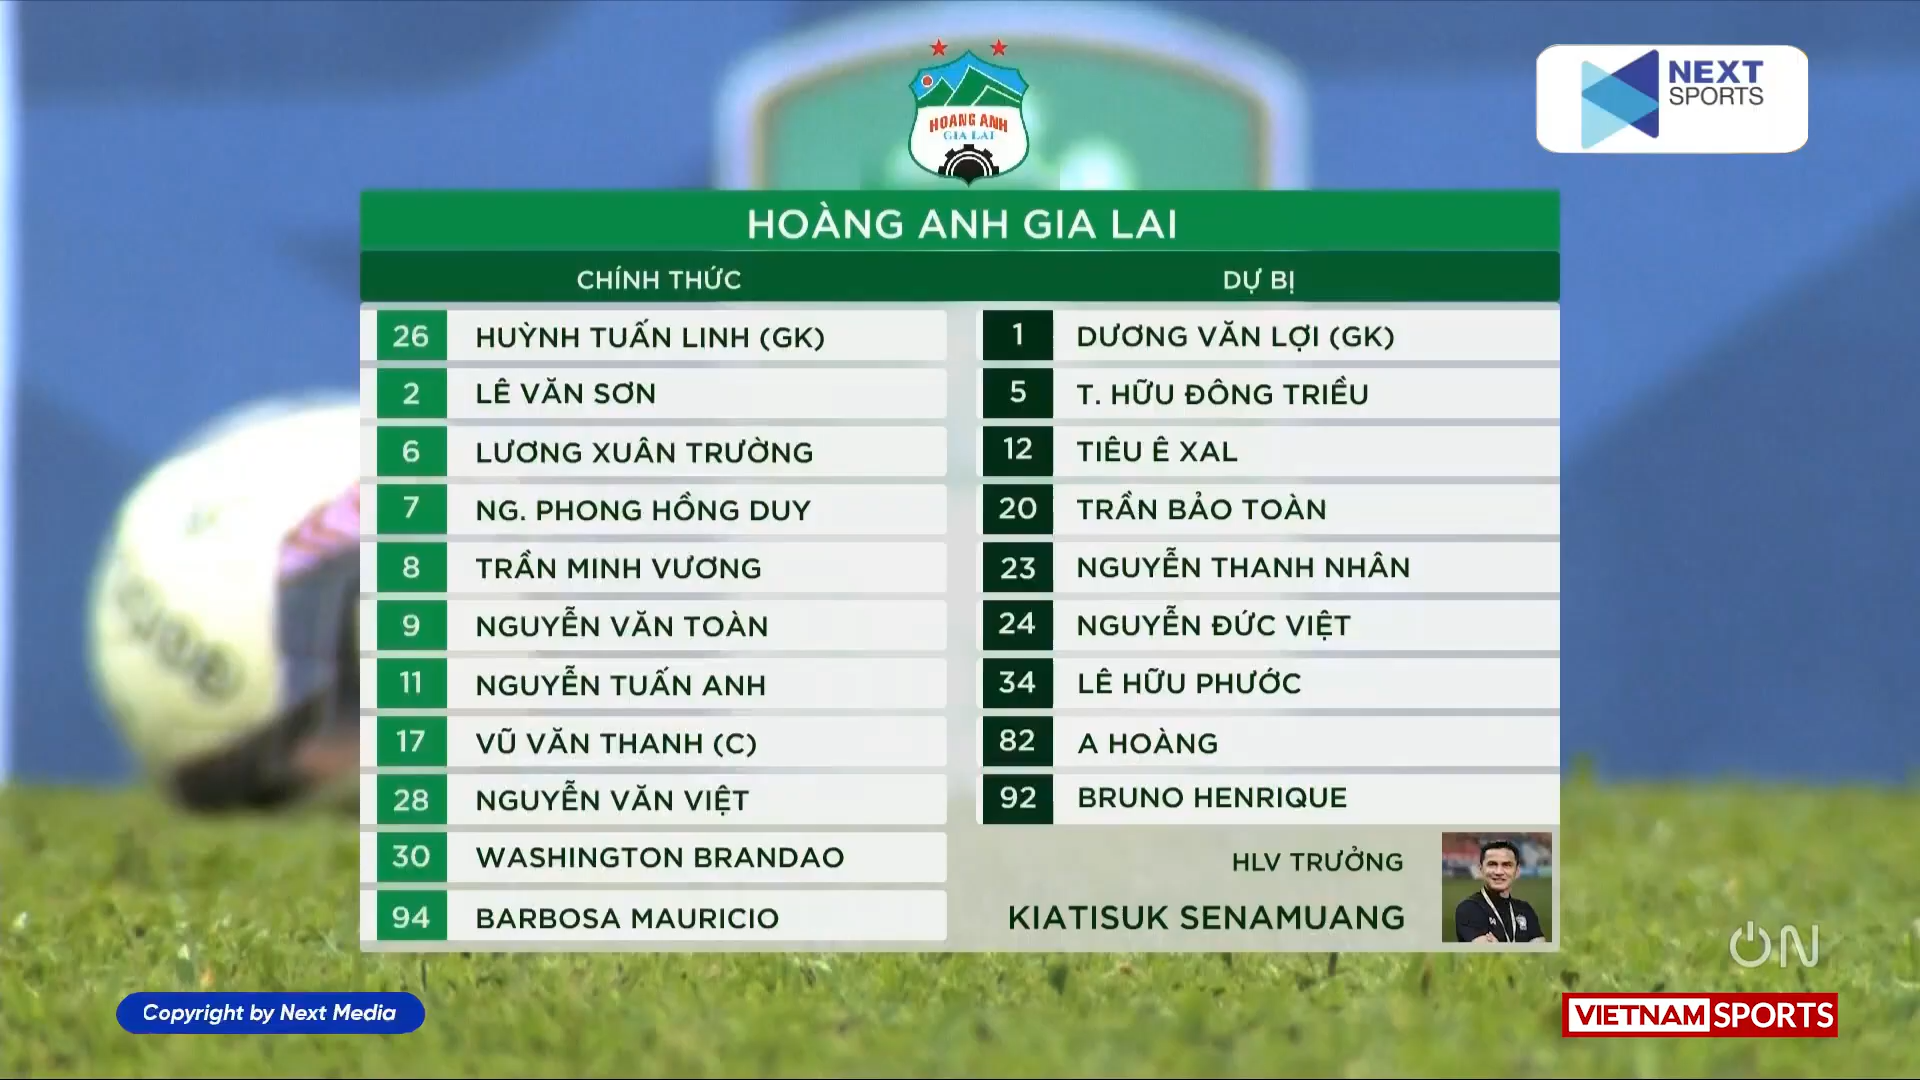 HOANG ANH
GIA LAI
NEXT
SPORTS
HOÀNG ANH GIA LAI
CHÍNH THỨC
DỰ BỊ
26 HUỲNH TUẤN LINH (GK)
2 LÊ VĂN SƠN
6 LƯƠNG XUÂN TRƯỜNG
7 NG. PHONG HỒNG DUY
8 TRẦN MINH VƯƠNG
9 NGUYỄN VĂN TOÀN
11 NGUYỄN TUẤN ANH
17 VŨ VĂN THANH (C)
28 NGUYỄN VĂN VIỆT
30 WASHINGTON BRANDAO
94 BARBOSA MAURICIO
1 DƯƠNG VĂN LỢI (GK)
5 T. HỮU ĐÔNG TRIỀU
12 TIÊU Ê XAL
20 TRẦN BẢO TOÀN
23 NGUYỄN THANH NHÂN
24 NGUYỄN ĐỨC VIỆT
34 LÊ HỮU PHƯỚC
82 A HOÀNG
92 BRUNO HENRIQUE
HLV TRƯỞNG
KIATISUK SENAMUANG
ON
Copyright by Next Media
VIETNAM SPORTS